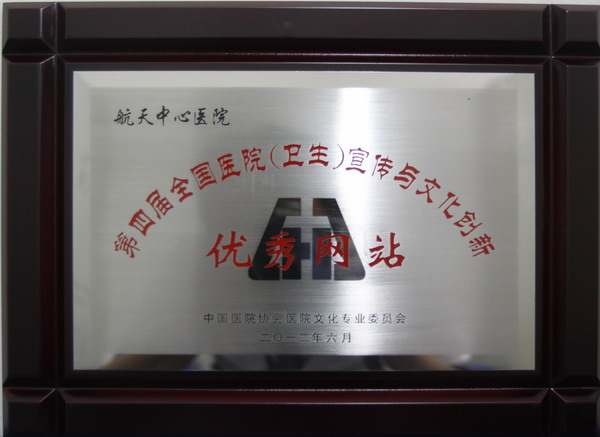 航天中心医院
第四届全国医院(卫生)宣传与文化创新
优秀网站
中国医院协会医院文化专业委员会
二〇一二年六月